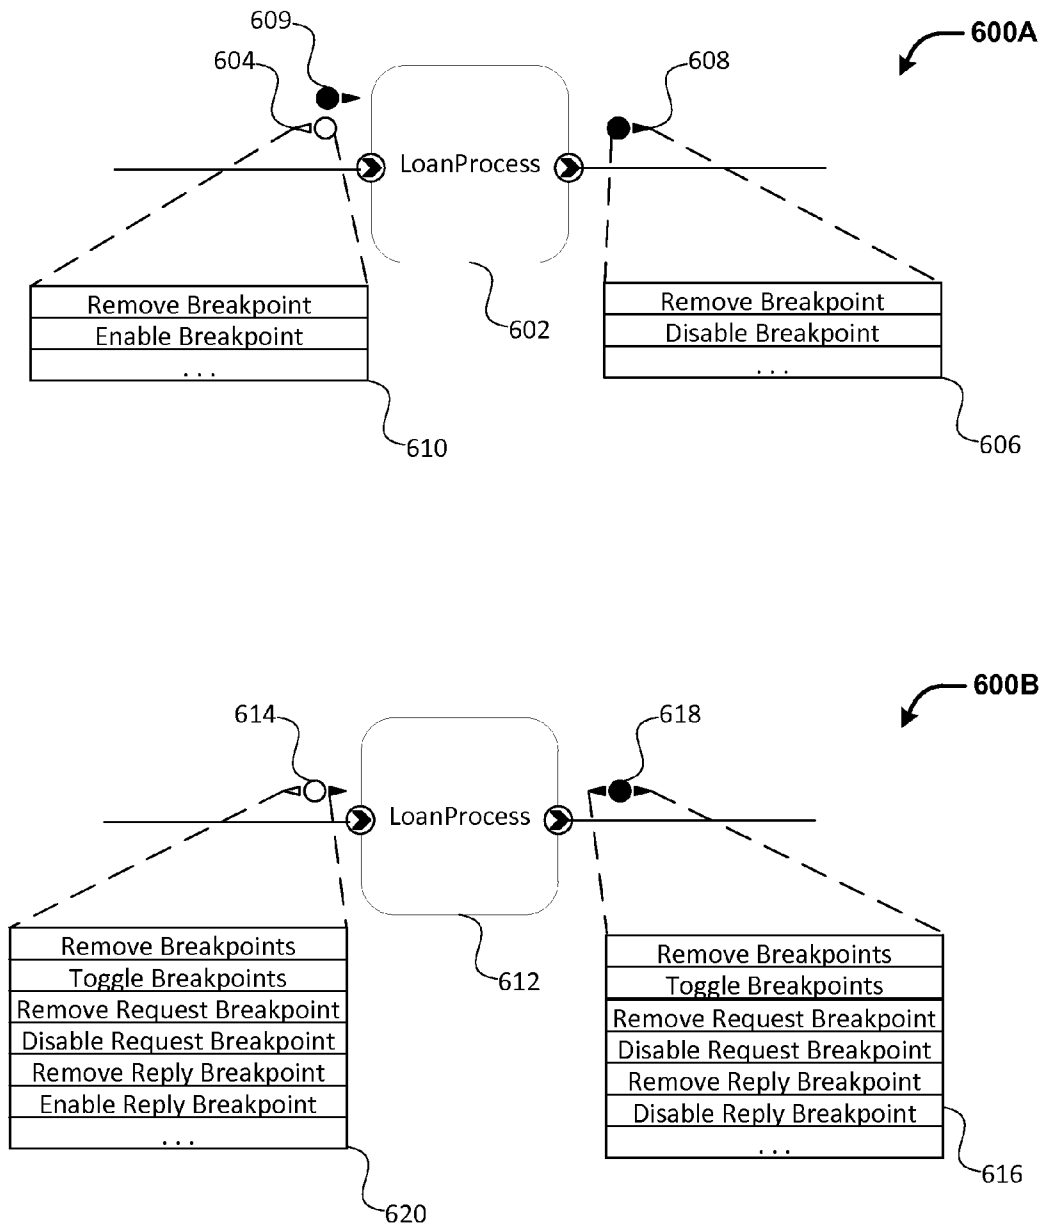 609
600A
604
608
LoanProcess
Remove Breakpoint
Enable Breakpoint
. . .
602
Remove Breakpoint
Disable Breakpoint
. . .
610
606
600B
614
618
LoanProcess
Remove Breakpoints
Toggle Breakpoints
Remove Request Breakpoint
Disable Request Breakpoint
Remove Reply Breakpoint
Enable Reply Breakpoint
. . .
612
Remove Breakpoints
Toggle Breakpoints
Remove Request Breakpoint
Disable Request Breakpoint
Remove Reply Breakpoint
Disable Reply Breakpoint
. . .
616
620